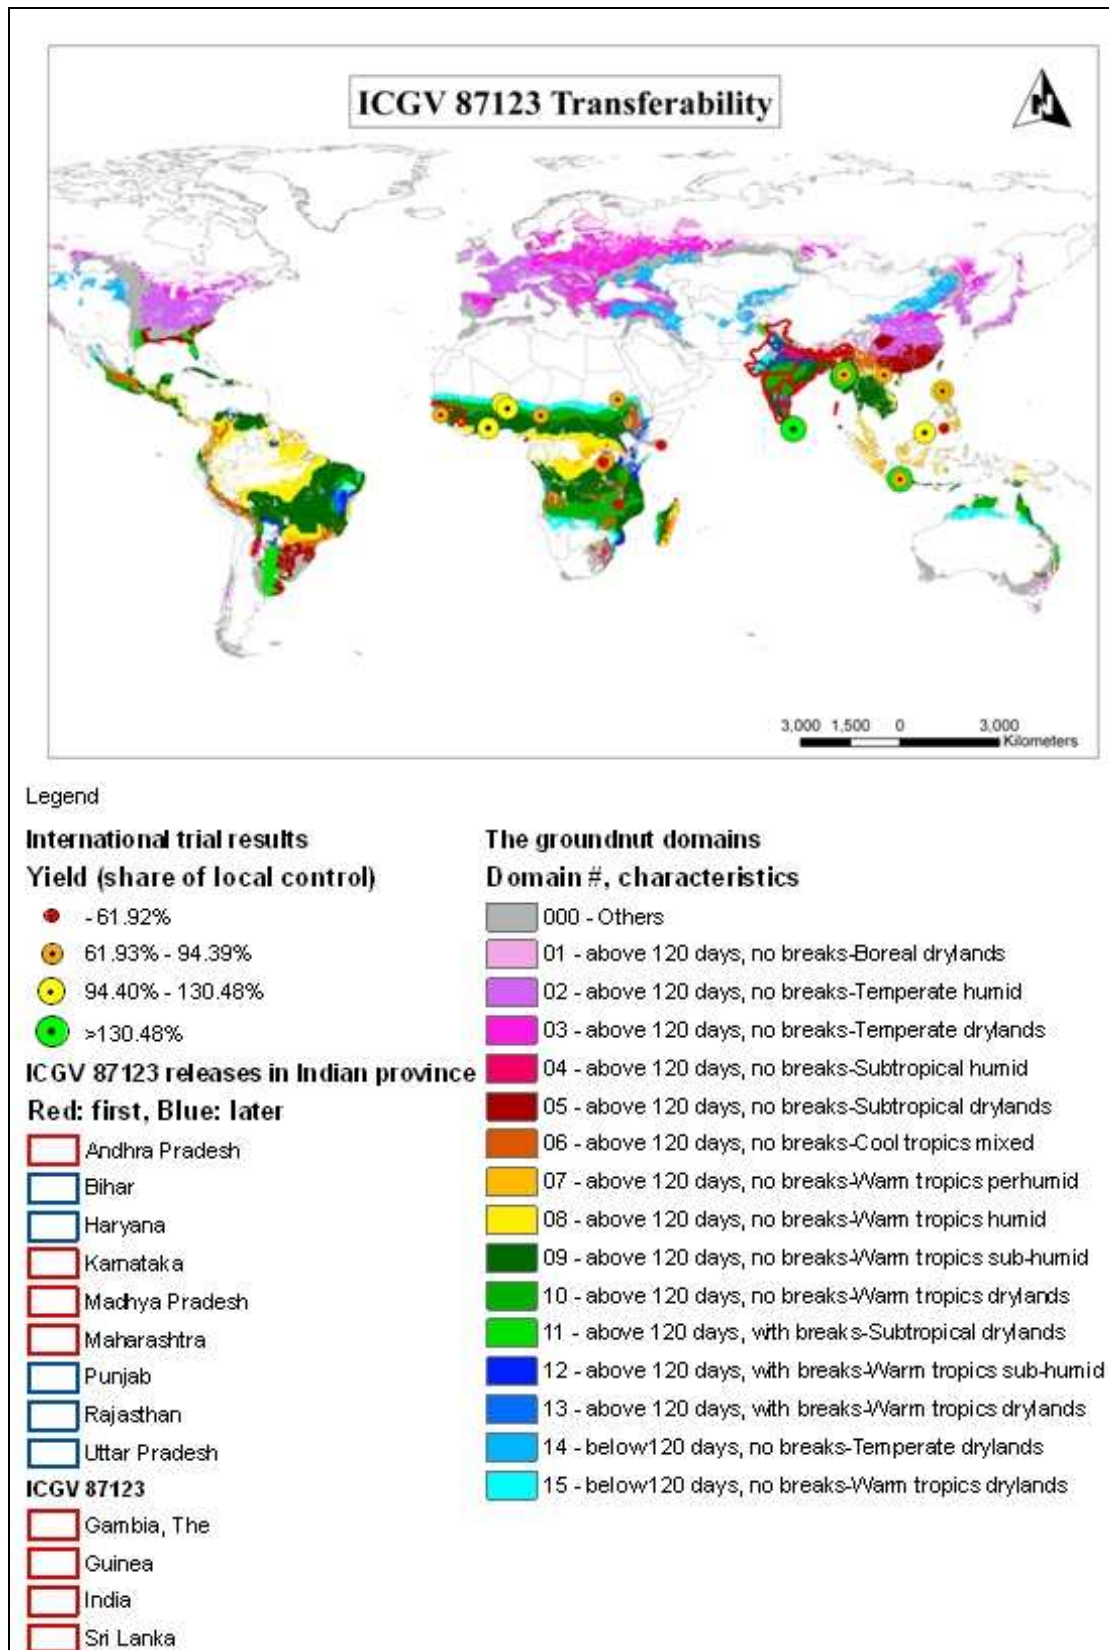 ICGV 87123 Transferability
N
3,000 1,500 0 3,000
Kilometers
Legend
International trial results
Yield (share of local control)
- 61.92%
61.93% - 94.39%
94.40% - 130.48%
>130.48%
ICGV 87123 releases in Indian province
Red: first, Blue: later
Andhra Pradesh
Bihar
Haryana
Karnataka
Madhya Pradesh
Maharashtra
Punjab
Rajasthan
Uttar Pradesh
ICGV 87123
Gambia, The
Guinea
India
Sri Lanka
The groundnut domains
Domain #, characteristics
000 - Others
01 - above 120 days, no breaks-Boreal drylands
02 - above 120 days, no breaks-Temperate humid
03 - above 120 days, no breaks-Temperate drylands
04 - above 120 days, no breaks-Subtropical humid
05 - above 120 days, no breaks-Subtropical drylands
06 - above 120 days, no breaks-Cool tropics mixed
07 - above 120 days, no breaks-Warm tropics perhumid
08 - above 120 days, no breaks-Warm tropics humid
09 - above 120 days, no breaks-Warm tropics sub-humid
10 - above 120 days, no breaks-Warm tropics drylands
11 - above 120 days, with breaks-Subtropical drylands
12 - above 120 days, with breaks-Warm tropics sub-humid
13 - above 120 days, with breaks-Warm tropics drylands
14 - below120 days, no breaks-Temperate drylands
15 - below120 days, no breaks-Warm tropics drylands